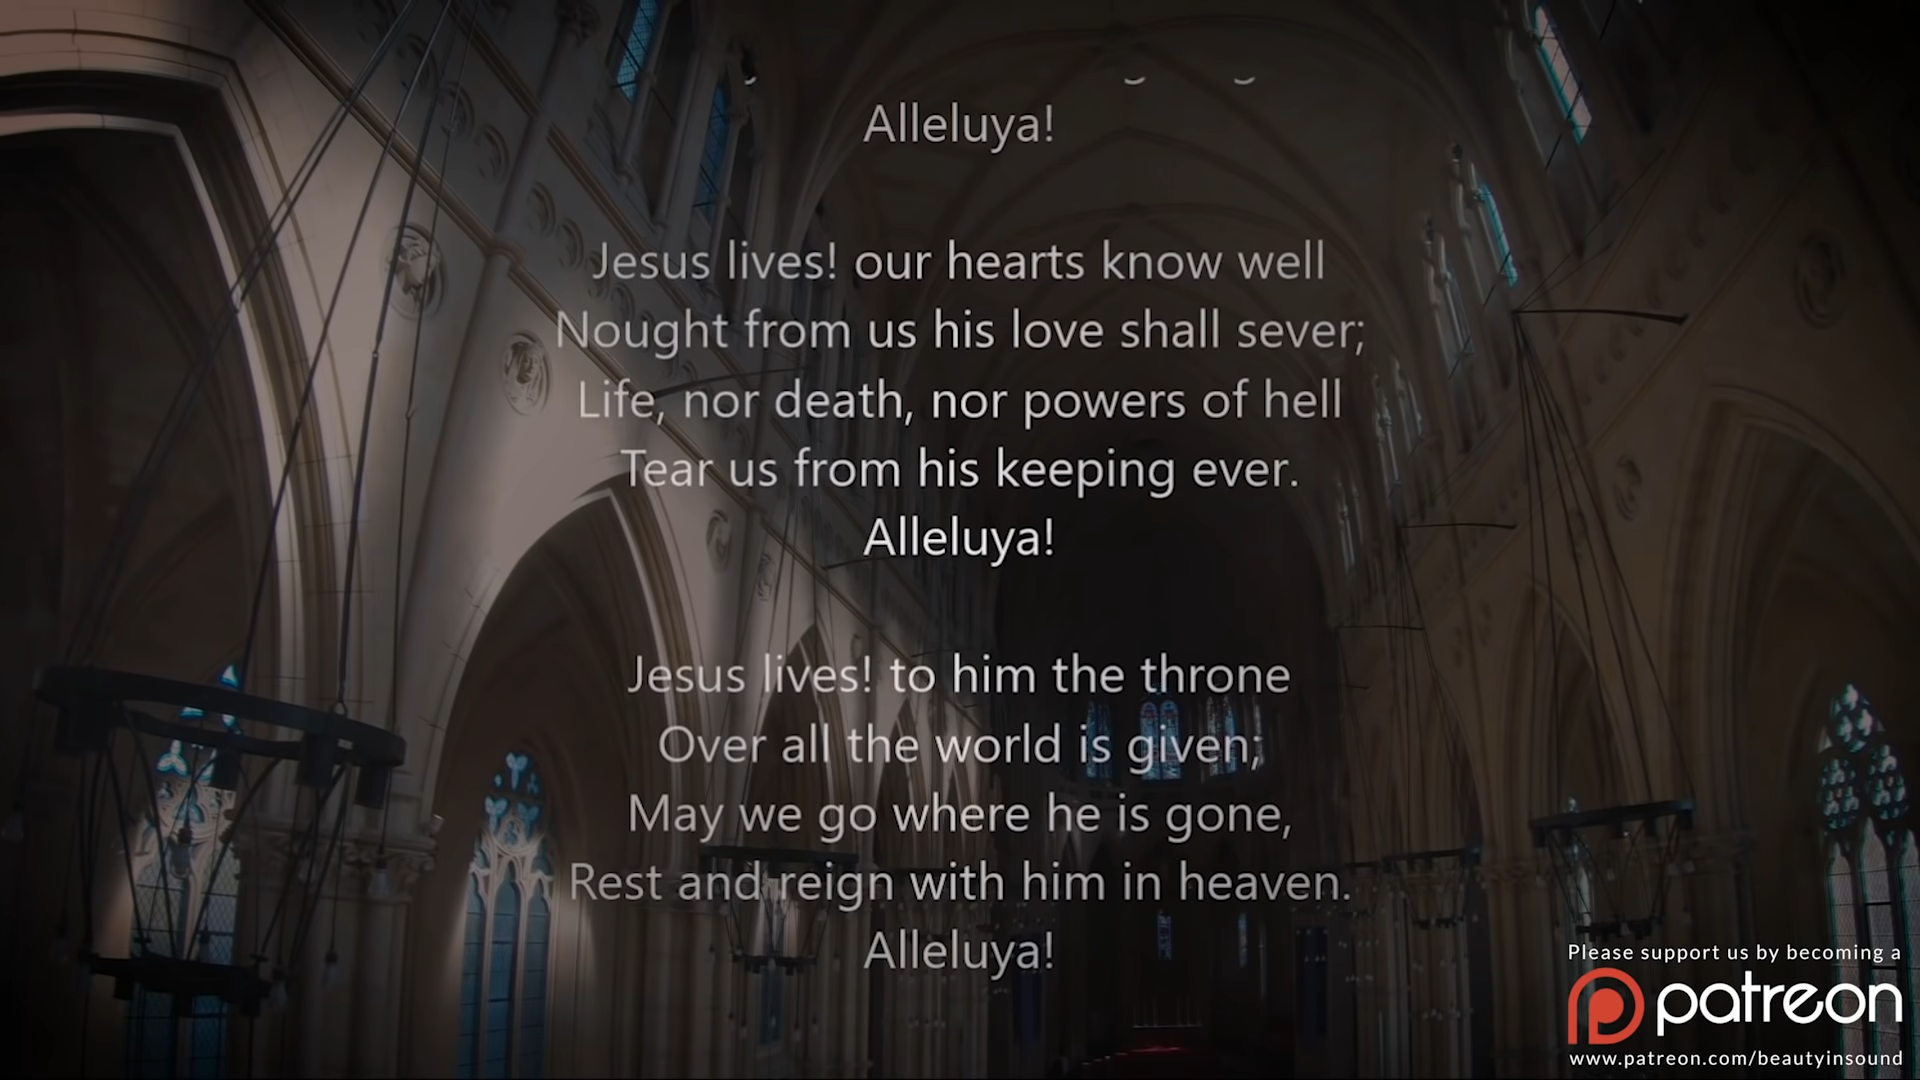 Alleluya!
Jesus lives! our hearts know well
Nought from us his love shall sever;
Life, nor death, nor powers of hell
Tear us from his keeping ever.
Alleluya!
Jesus lives! to him the throne
Over all the world is given;
May we go where he is gone,
Rest and reign with him in heaven.
Alleluya!
Please support us by becoming a
patreon
www.patreon.com/beautyinsound